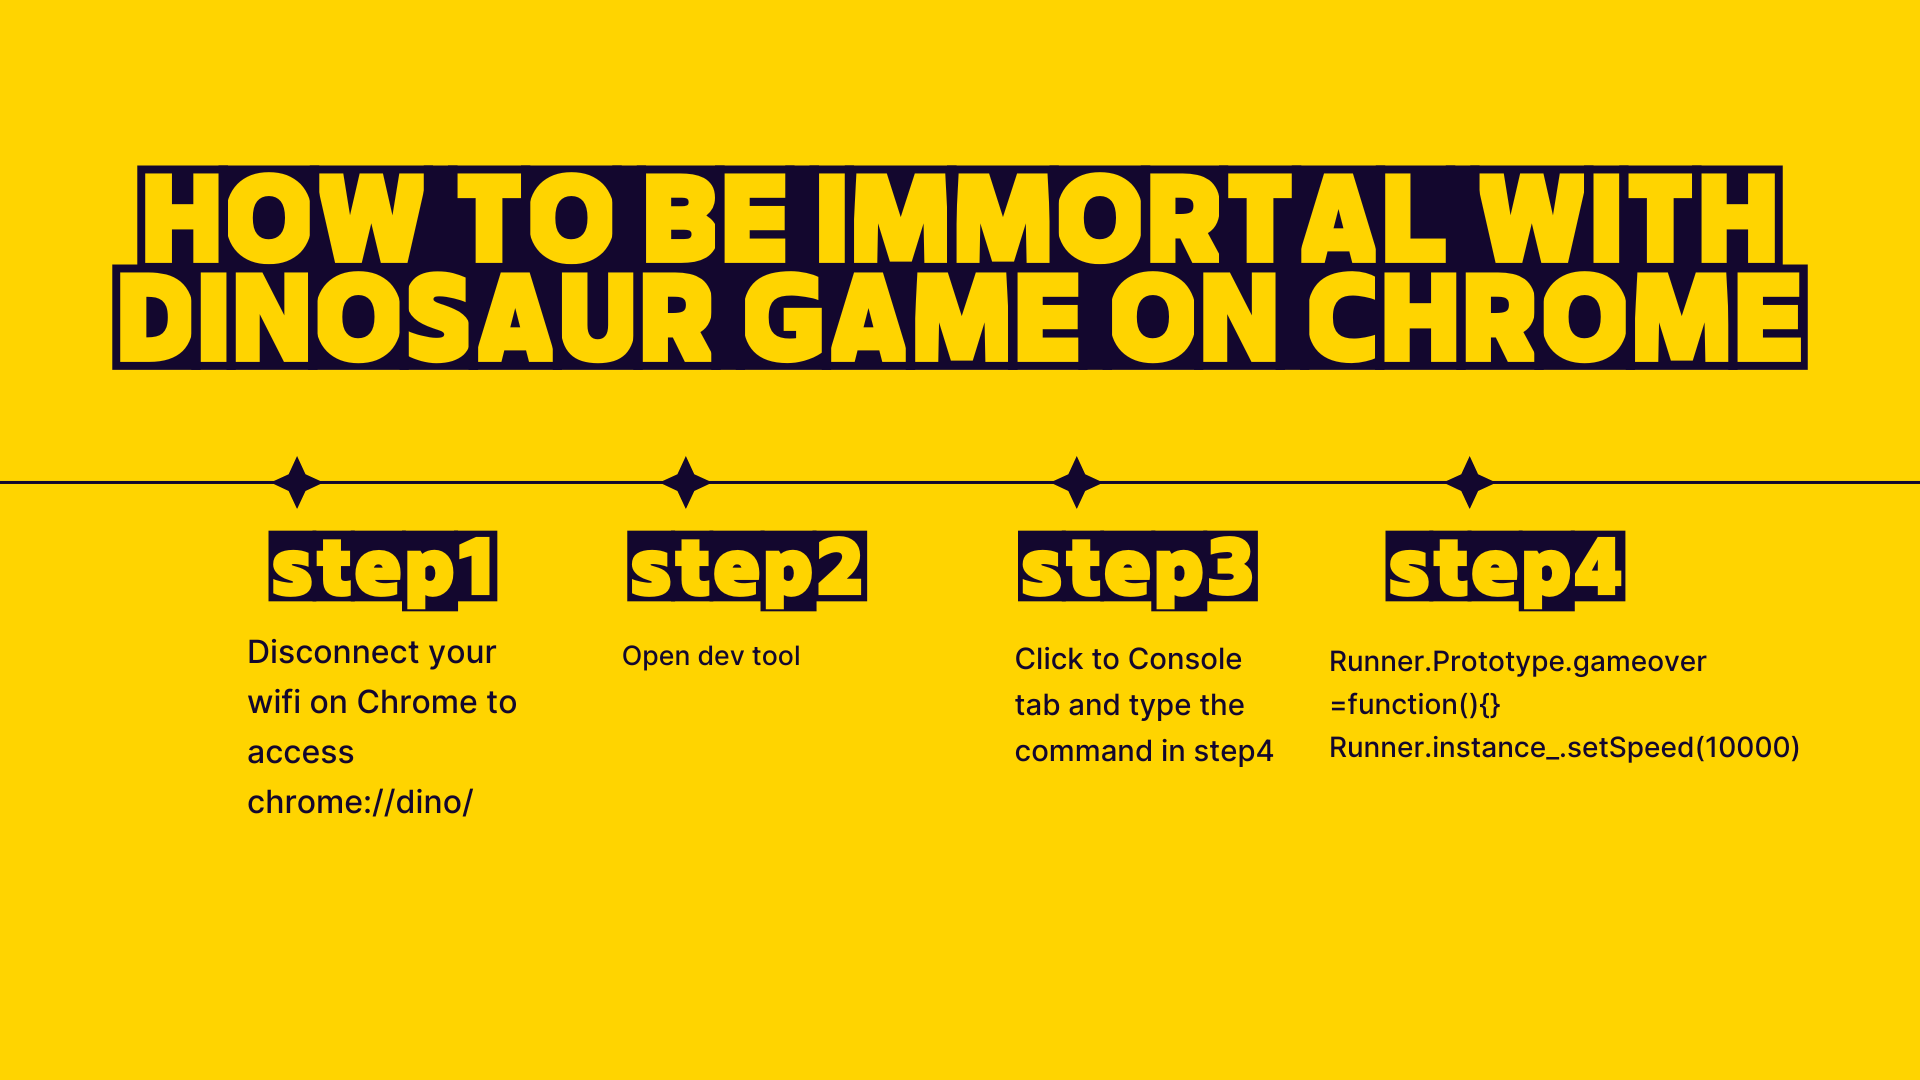 HOW TO BE IMMORTAL WITH
DINOSAUR GAME ON CHROME
step1
Disconnect your
wifi on Chrome to
access
chrome://dino/
step2
Open dev tool
step3
Click to Console
tab and type the
command in step4
step4
Runner.Prototype.gameover
=function(){}
Runner.instance_.setSpeed(10000)